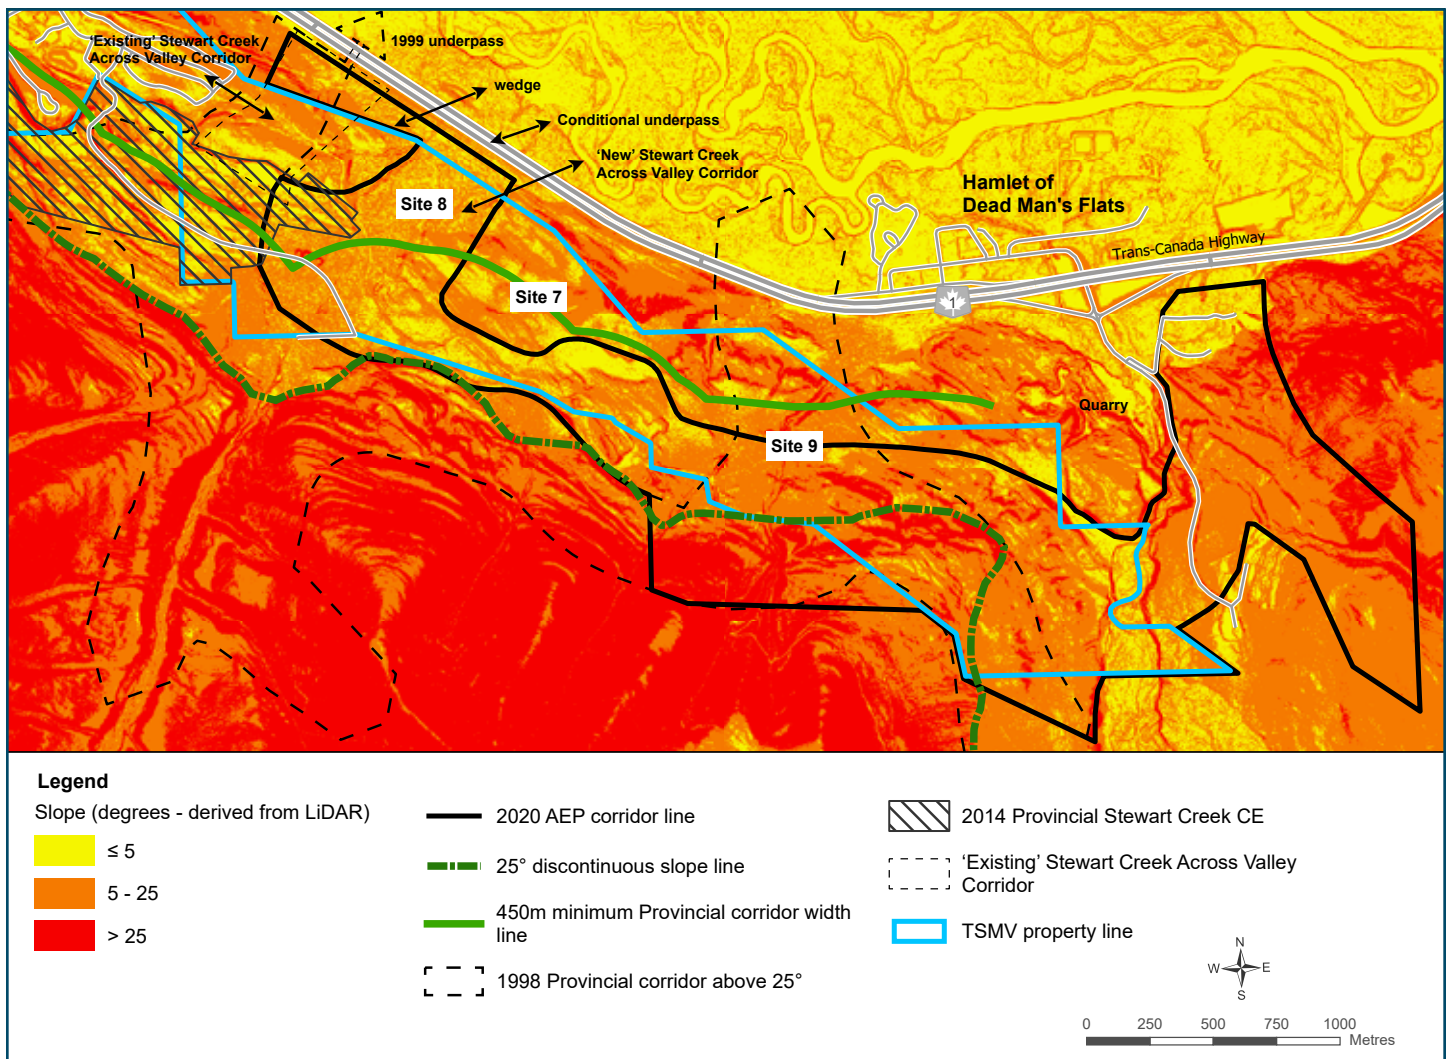 'Existing' Stewart Creek
Across Valley Corridor
1999 underpass
wedge
Conditional underpass
'New' Stewart Creek
Across Valley Corridor
Site 8
Hamlet of
Dead Man's Flats
Trans-Canada Highway
1
Site 7
Quarry
Site 9
Legend
Slope (degrees - derived from LiDAR)
≤ 5
5 - 25
> 25
2020 AEP corridor line
25° discontinuous slope line
450m minimum Provincial corridor width
line
1998 Provincial corridor above 25°
2014 Provincial Stewart Creek CE
'Existing' Stewart Creek Across Valley
Corridor
TSMV property line
N
W E
S
0 250 500 750 1000
Metres